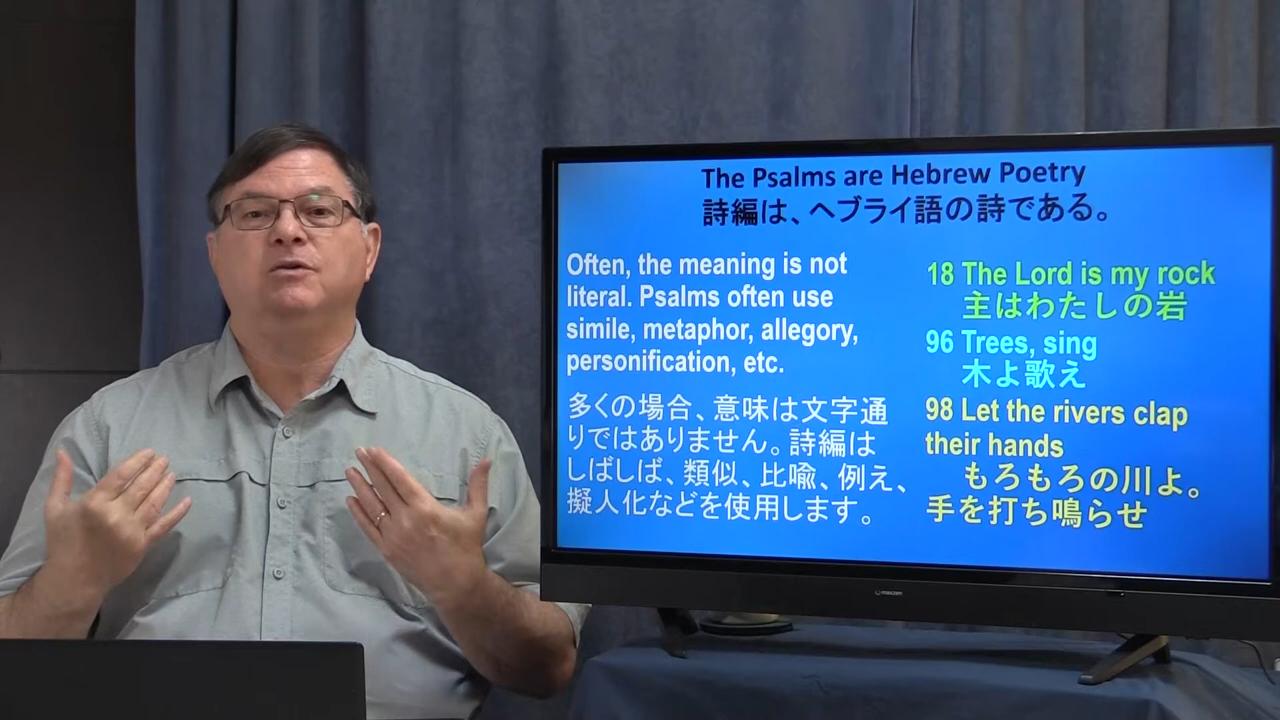 The Psalms are Hebrew Poetry
詩編は、ヘブライ語の詩である。
Often, the meaning is not
literal. Psalms often use
simile, metaphor, allegory,
personification, etc.
多くの場合、意味は文字通
りではありません。詩編は
しばしば、類似、比喩、例え、
擬人化などを使用します。
18 The Lord is my rock
主はわたしの岩
96 Trees, sing
木よ歌え
98 Let the rivers clap
their hands
もろもろの川よ。
手を打ち鳴らせ
maxzen